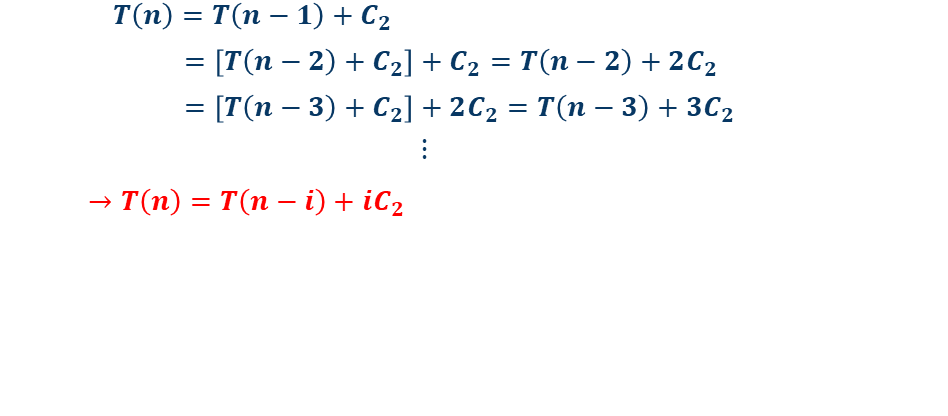 T(n) = T(n − 1) + C₂
= [T(n − 2) + C₂] + C₂ = T(n − 2) + 2C₂
= [T(n − 3) + C₂] + 2C₂ = T(n − 3) + 3C₂
⋮
→ T(n) = T(n − i) + iC₂